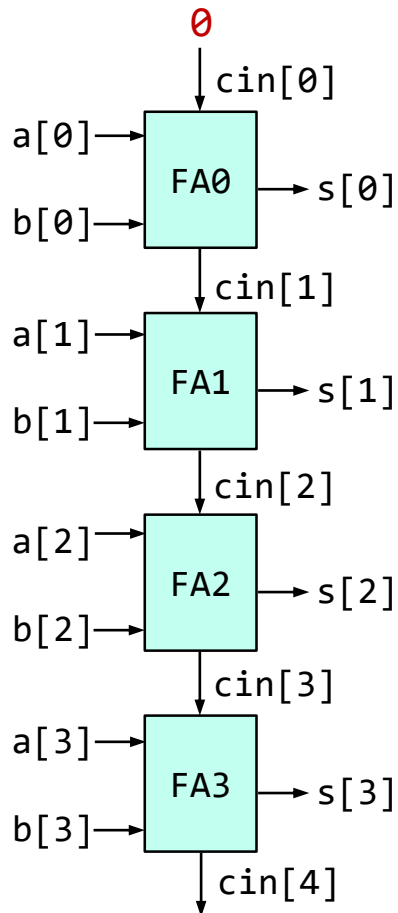 0
cin[0]
a[0]
FA0
s[0]
b[0]
cin[1]
a[1]
FA1
s[1]
b[1]
cin[2]
a[2]
FA2
s[2]
b[2]
cin[3]
a[3]
FA3
s[3]
b[3]
cin[4]